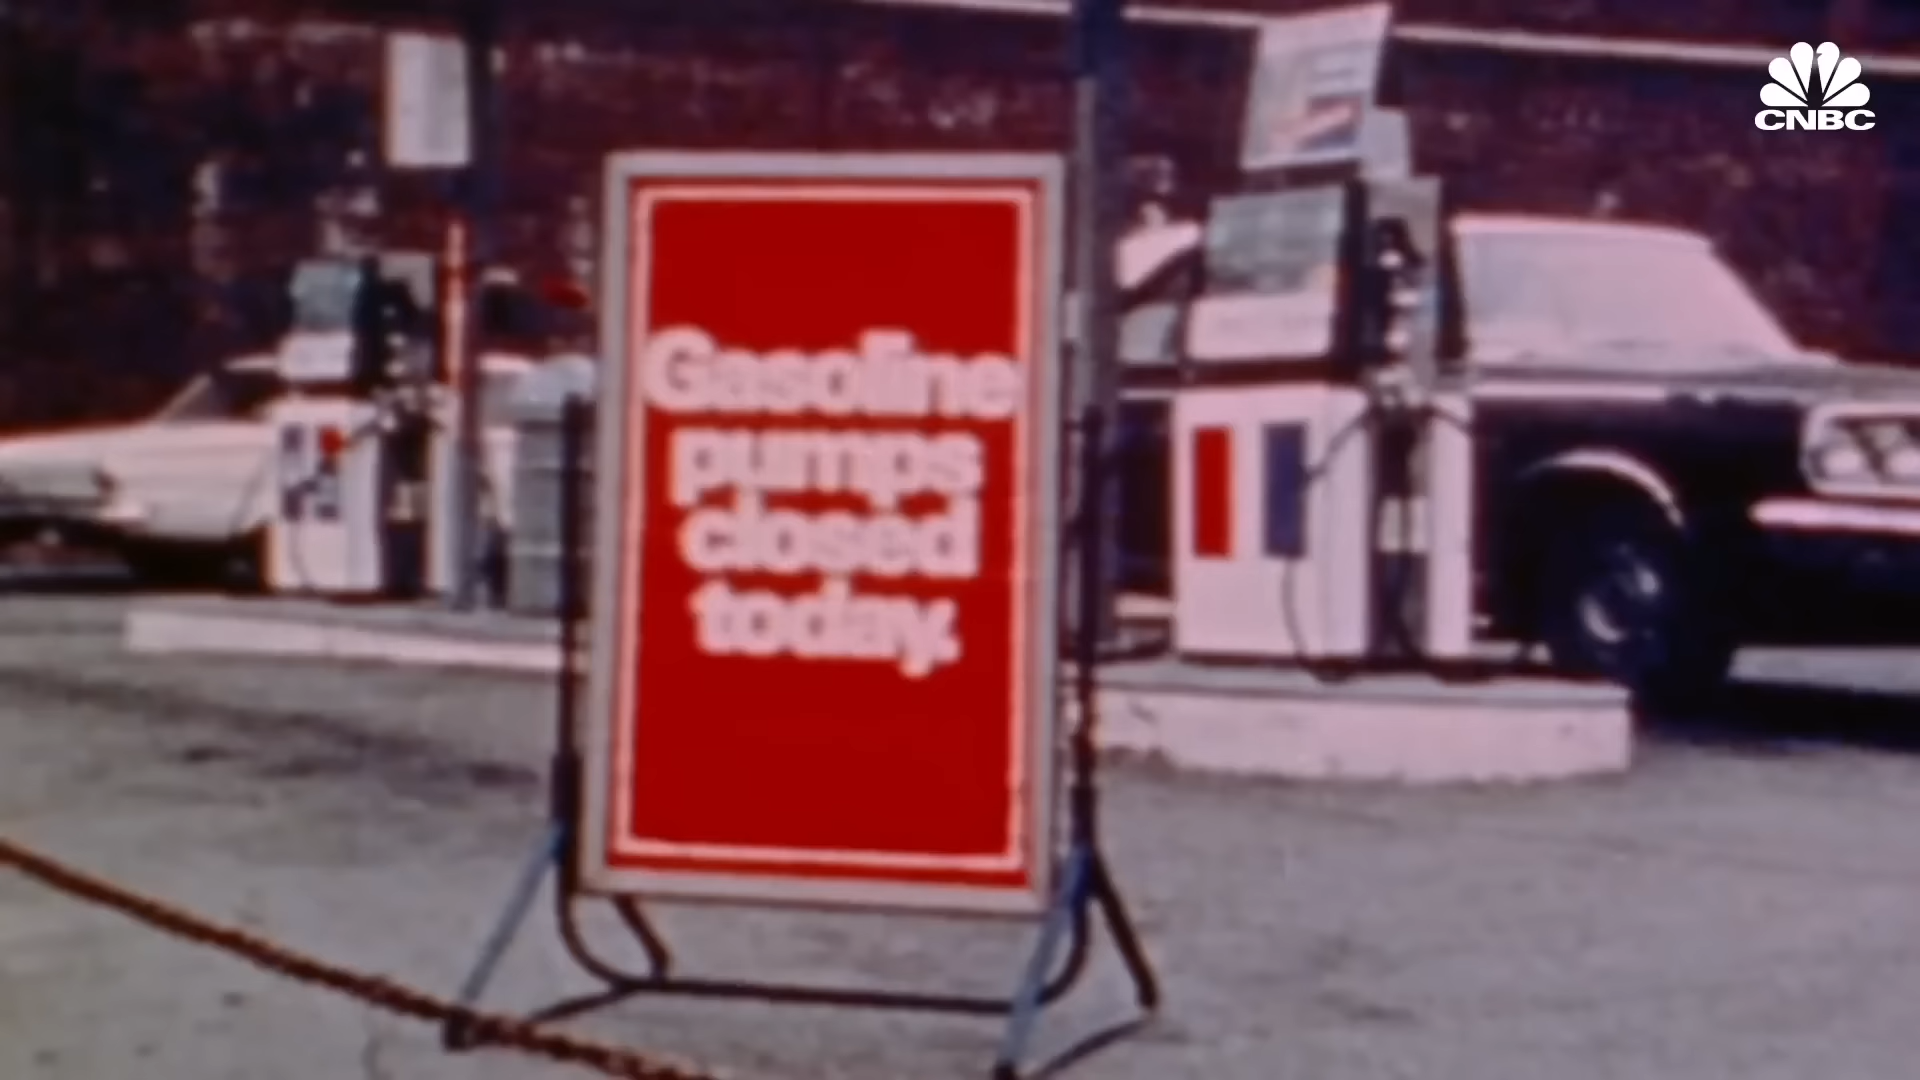 CNBC
Gasoline
pumps
closed
today.